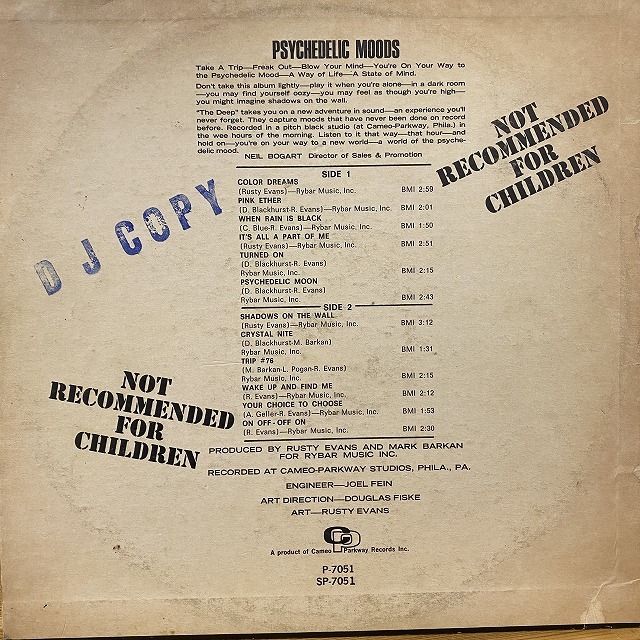 PSYCHEDELIC MOODS
Take A Trip—Freak Out—Blow Your Mind—You're On Your Way to
the Psychedelic Mood—A Way of Life—A State of Mind.
Don't take this album lightly—play it when you're alone—in a dark room
—you may find yourself cozy—you may feel as though you're high—
you might imagine shadows on the wall.
"The Deep" takes you on a new adventure in sound—an experience you'll
never forget. They capture moods that have never been done on record
before. Recorded in a pitch black studio (at Cameo-Parkway, Phila.) in
the wee hours of the morning. Listen to it that way—that hour—and
hold on—you're on your way to a new world—a world of the psyche-
delic mood.
NEIL BOGART Director of Sales & Promotion
NOT
RECOMMENDED
FOR
CHILDREN
DJ COPY
SIDE 1
COLOR DREAMS
(Rusty Evans)—Rybar Music, Inc. BMI 2:59
PINK ETHER
(D. Blackhurst-R. Evans)—Rybar Music, Inc. BMI 2:01
WHEN RAIN IS BLACK
(C. Blue-R. Evans)—Rybar Music, Inc. BMI 1:50
IT'S ALL A PART OF ME
(Rusty Evans)—Rybar Music, Inc. BMI 2:51
TURNED ON
(D. Blackhurst-R. Evans)
Rybar Music, Inc. BMI 2:15
PSYCHEDELIC MOON
(D. Blackhurst-R. Evans)
Rybar Music, Inc. BMI 2:43
SIDE 2
SHADOWS ON THE WALL
(Rusty Evans)—Rybar Music, Inc. BMI 3:12
CRYSTAL NITE
(D. Blackhurst-M. Barkan)
Rybar Music, Inc. BMI 1:31
TRIP #76
(M. Barkan-L. Pogan-R. Evans)
Rybar Music, Inc. BMI 2:15
WAKE UP AND FIND ME
(R. Evans)—Rybar Music, Inc. BMI 2:12
YOUR CHOICE TO CHOOSE
(A. Geller-R. Evans)—Rybar Music, Inc. BMI 1:53
ON OFF-OFF ON
(R. Evans)—Rybar Music, Inc. BMI 2:30
NOT
RECOMMENDED
FOR
CHILDREN
PRODUCED BY RUSTY EVANS AND MARK BARKAN
FOR RYBAR MUSIC INC.
RECORDED AT CAMEO-PARKWAY STUDIOS, PHILA., PA.
ENGINEER—JOEL FEIN
ART DIRECTION—DOUGLAS FISKE
ART—RUSTY EVANS
CP
A product of Cameo Parkway Records Inc.
P-7051
SP-7051